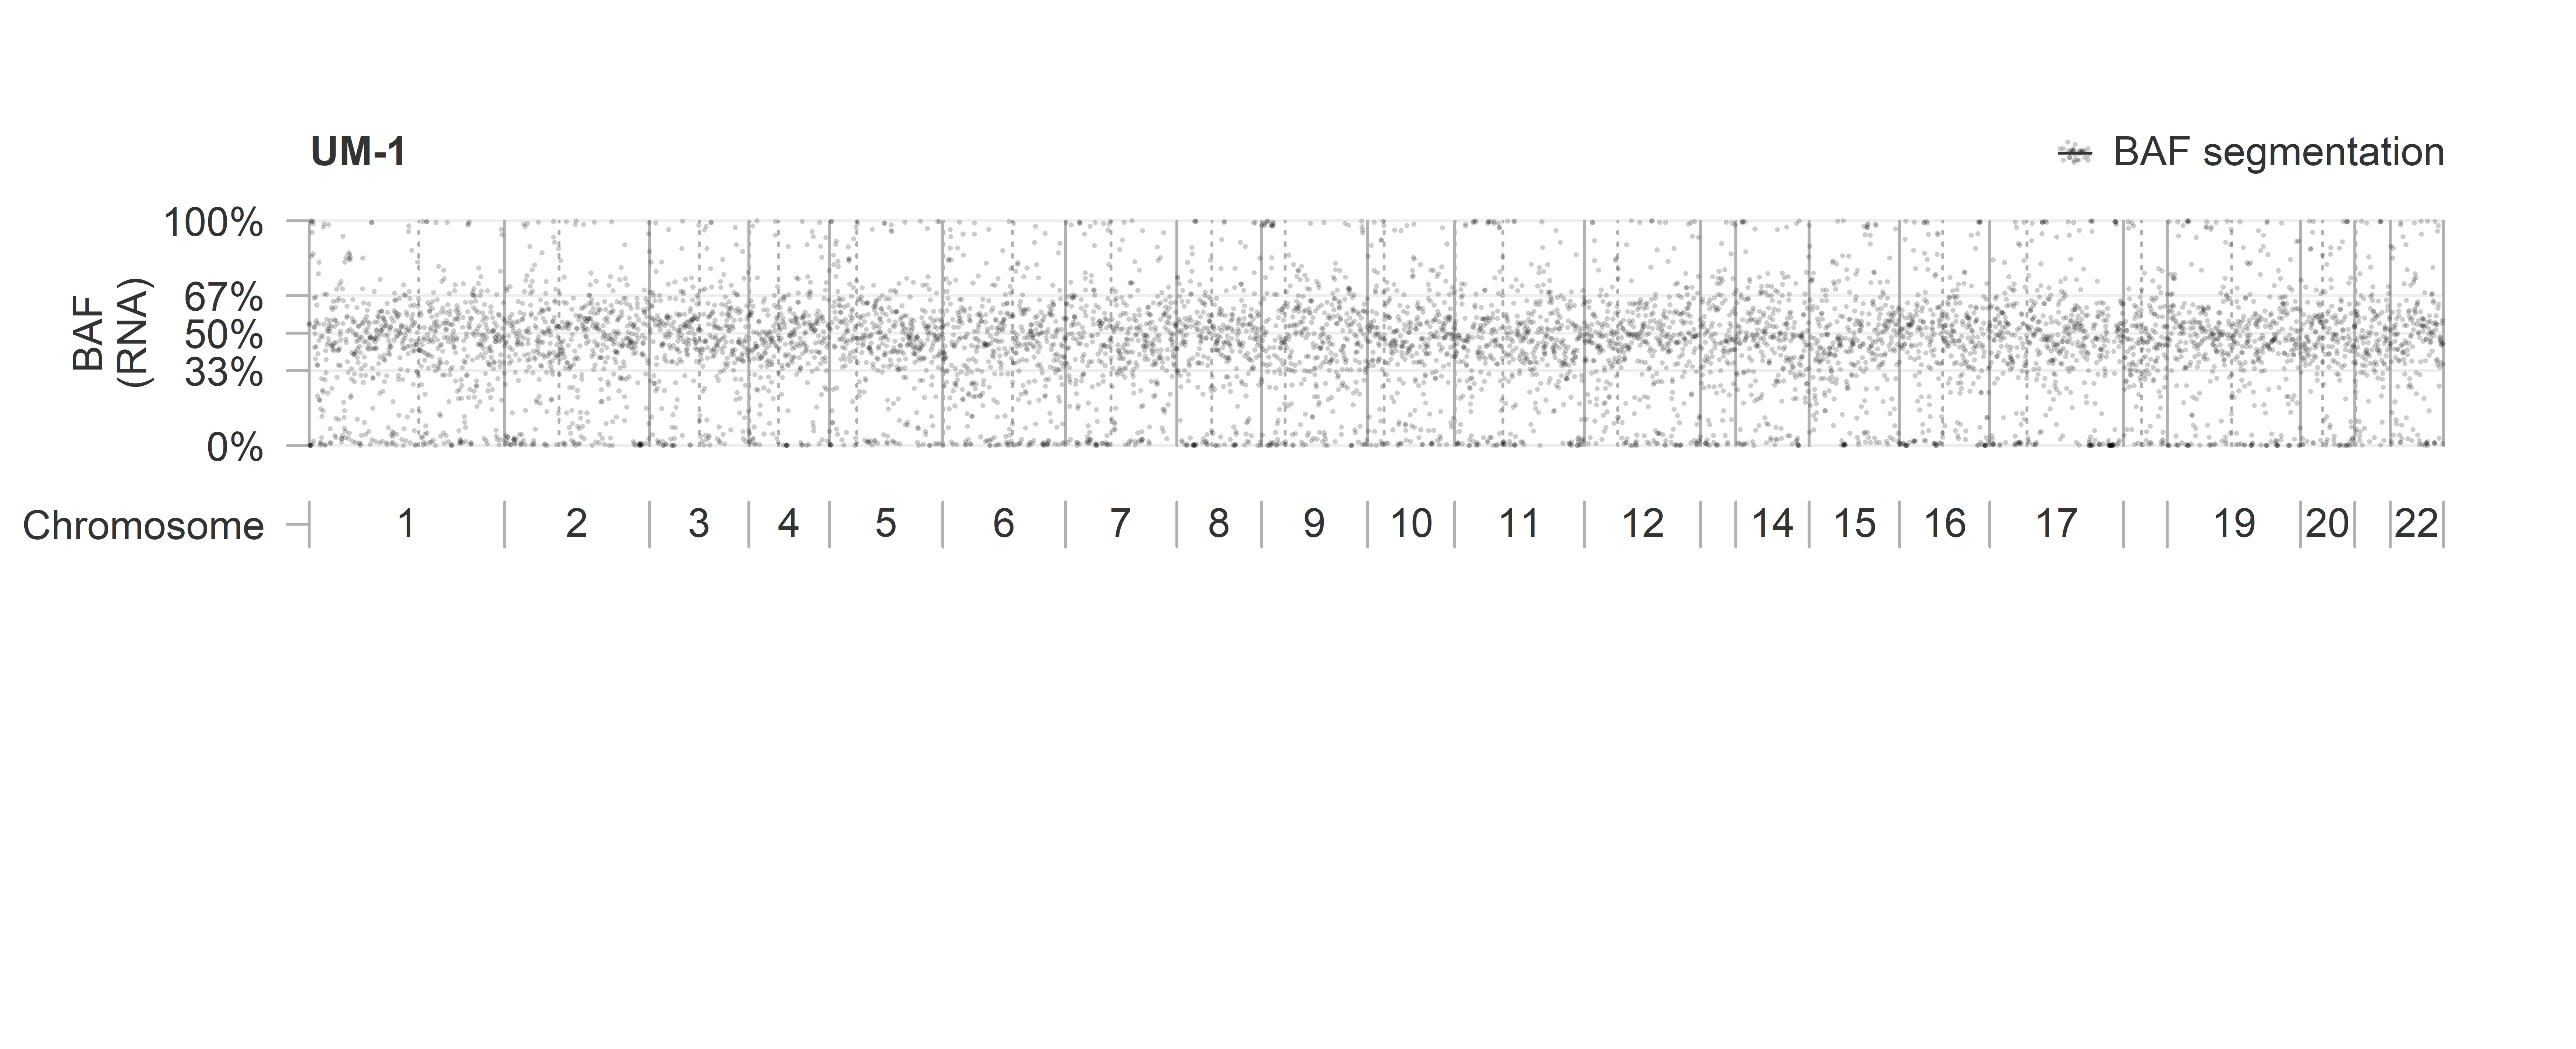 UM-1
BAF segmentation
BAF
(RNA)
100%
67%
50%
33%
0%
Chromosome
1 2 3 4 5 6 7 8 9 10 11 12 14 15 16 17 19 20 22